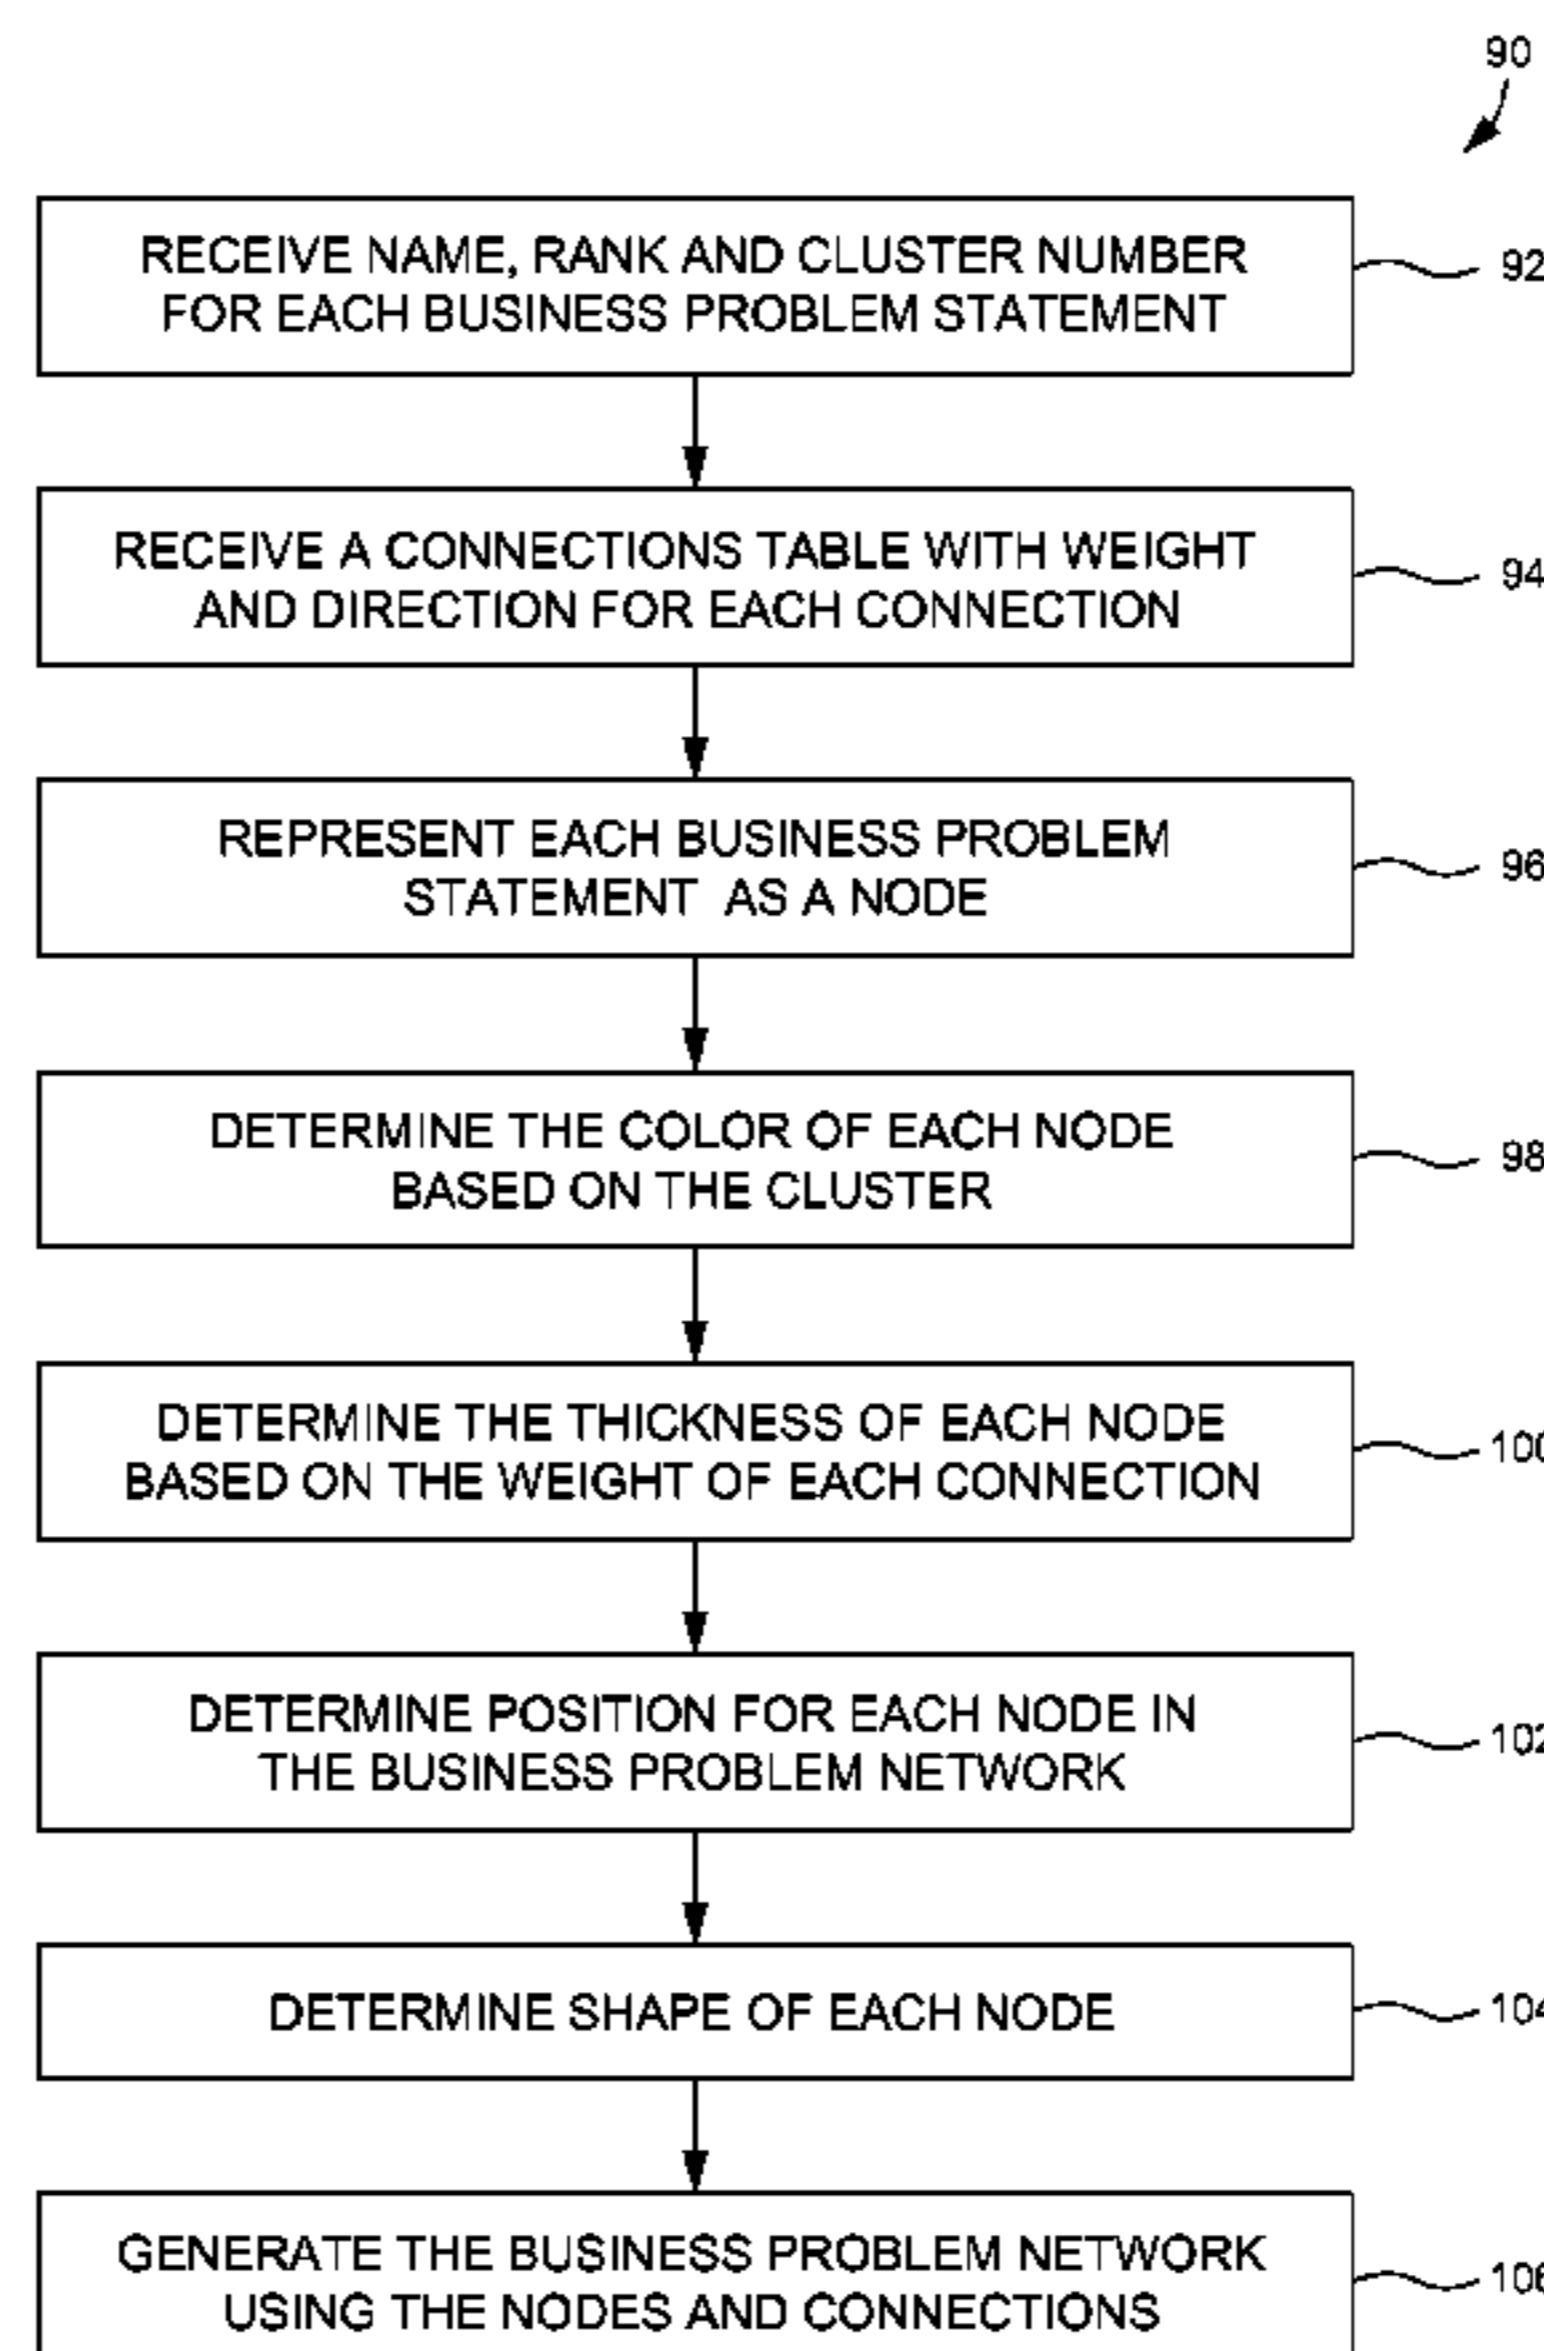 90
RECEIVE NAME, RANK AND CLUSTER NUMBER
FOR EACH BUSINESS PROBLEM STATEMENT
92
RECEIVE A CONNECTIONS TABLE WITH WEIGHT
AND DIRECTION FOR EACH CONNECTION
94
REPRESENT EACH BUSINESS PROBLEM
STATEMENT AS A NODE
96
DETERMINE THE COLOR OF EACH NODE
BASED ON THE CLUSTER
98
DETERMINE THE THICKNESS OF EACH NODE
BASED ON THE WEIGHT OF EACH CONNECTION
100
DETERMINE POSITION FOR EACH NODE IN
THE BUSINESS PROBLEM NETWORK
102
DETERMINE SHAPE OF EACH NODE
104
GENERATE THE BUSINESS PROBLEM NETWORK
USING THE NODES AND CONNECTIONS
106